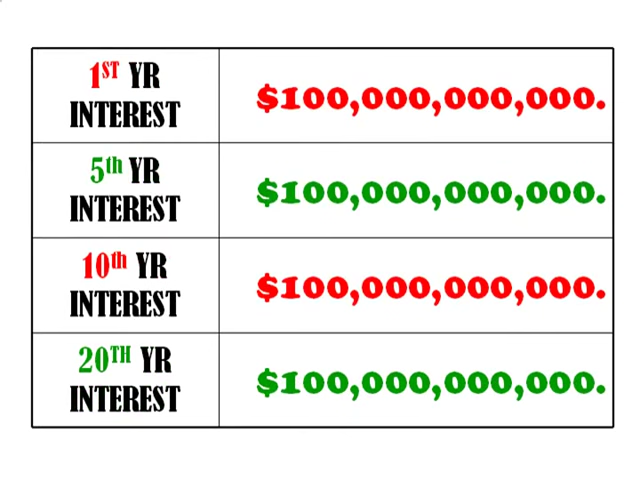 1ST YR
INTEREST
$100,000,000,000.
5th YR
INTEREST
$100,000,000,000.
10th YR
INTEREST
$100,000,000,000.
20TH YR
INTEREST
$100,000,000,000.